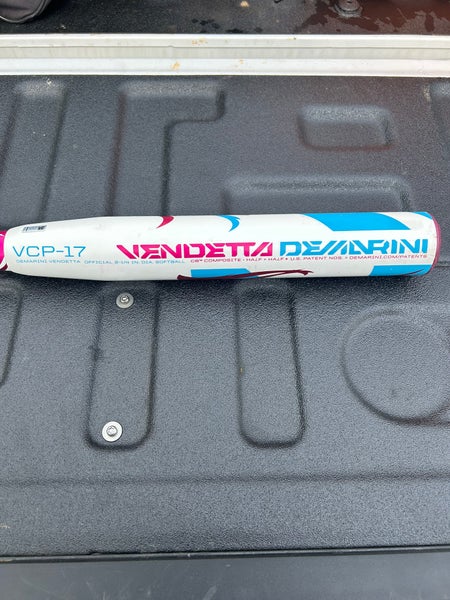 VCP-17
VENDETTA DEMARINI
DEMARINI VENDETTA OFFICIAL 2-1/4 IN DIA. SOFTBALL C6™ COMPOSITE • HALF + HALF • U.S. PATENT NOS. > DEMARINI.COM/PATENTS